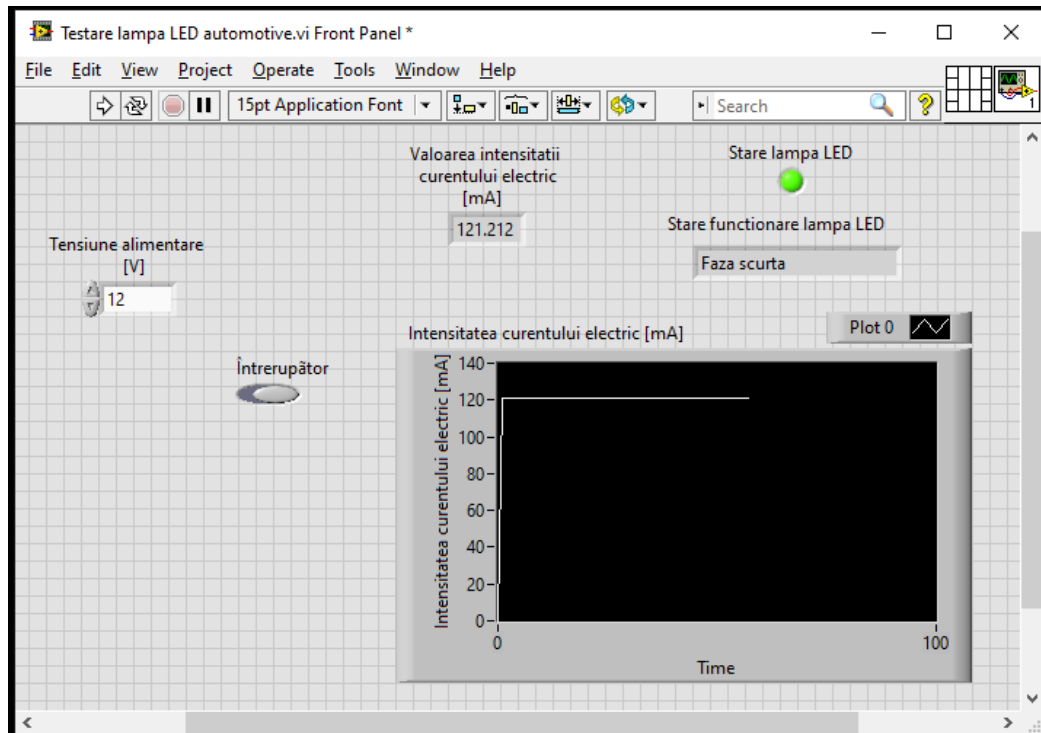 Testare lampa LED automotive.vi Front Panel *
File Edit View Project Operate Tools Window Help
15pt Application Font
Search
1
Valoarea intensitatii
curentului electric
[mA]
121.212
Stare lampa LED
Stare functionare lampa LED
Faza scurta
Tensiune alimentare
[V]
12
Întrerupãtor
Intensitatea curentului electric [mA]
Plot 0
Intensitatea curentului electric [mA]
140
120
100
80
60
40
20
0
0
100
Time